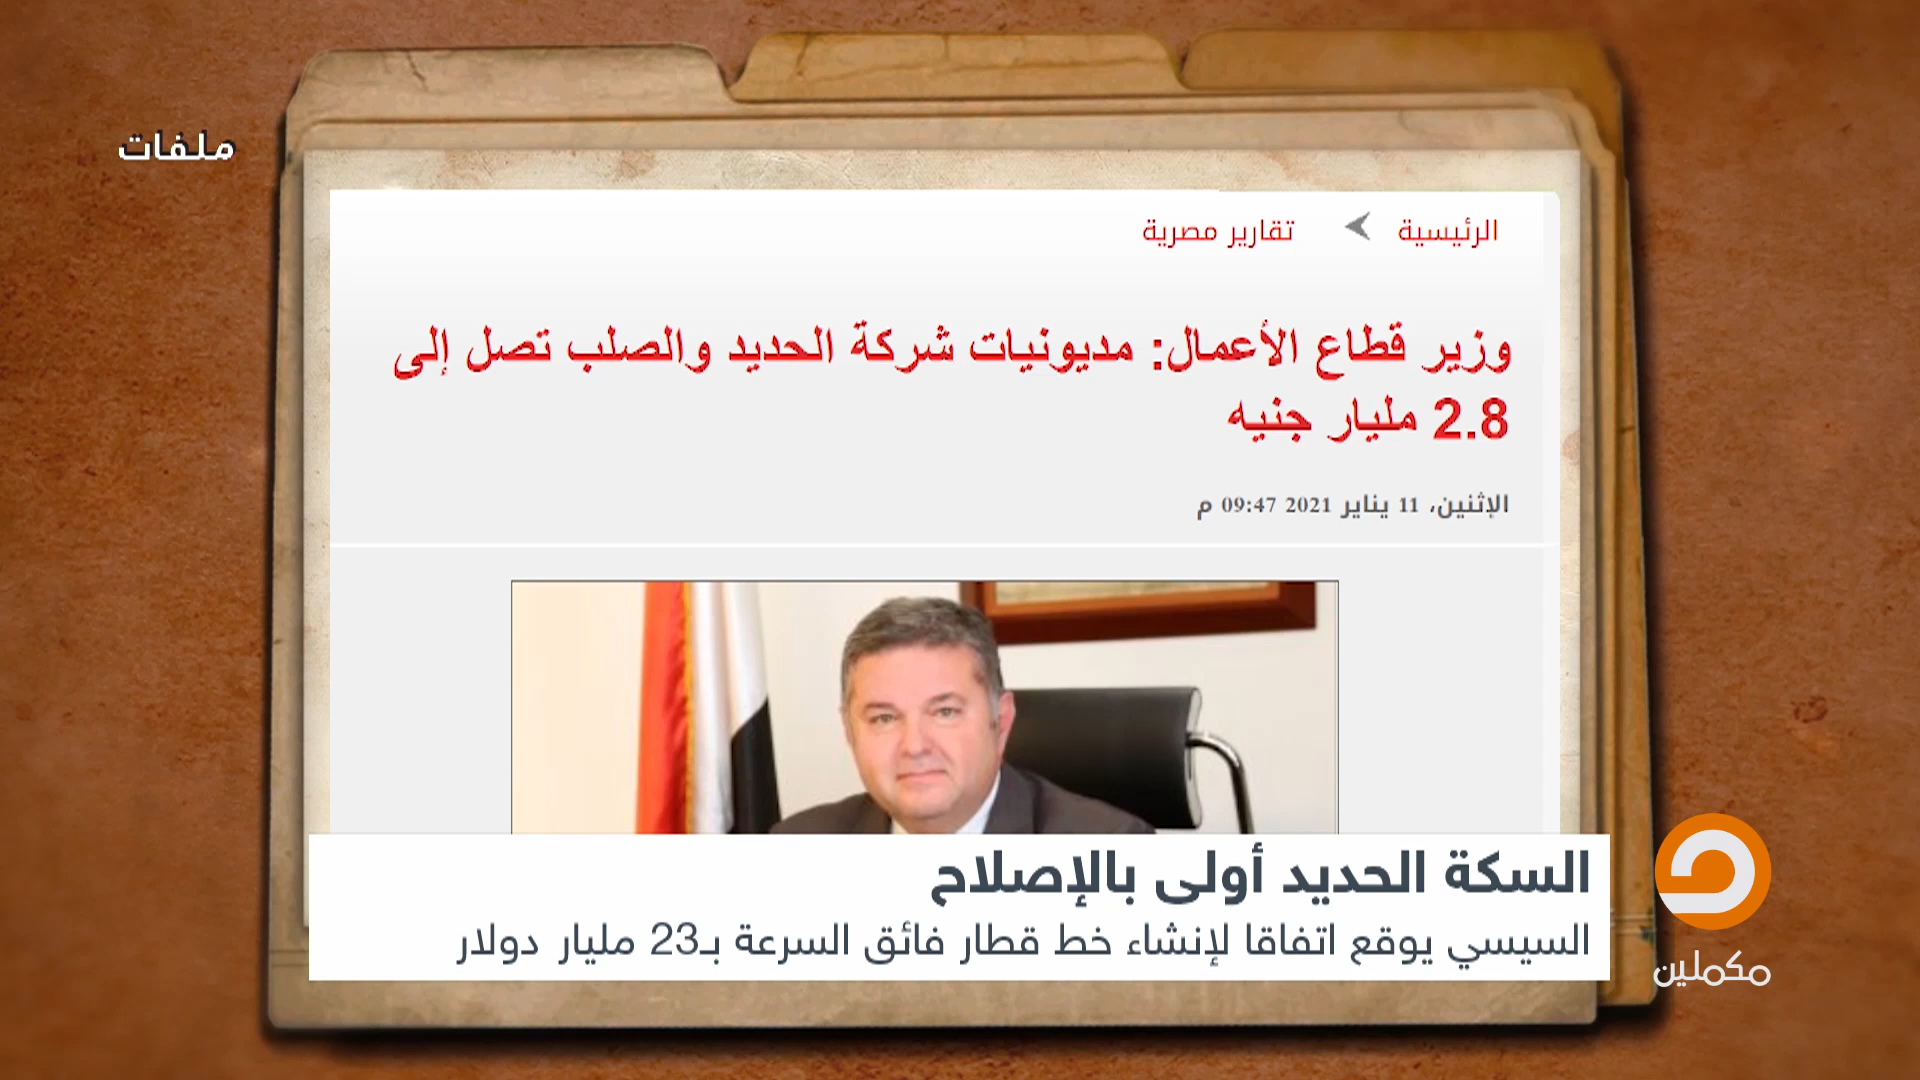 ملفات
الرئيسية
تقارير مصرية
وزير قطاع الأعمال: مديونيات شركة الحديد والصلب تصل إلى
2.8 مليار جنيه
الإثنين، 11 يناير 2021 09:47 م
السكة الحديد أولى بالإصلاح
السيسي يوقع اتفاقا لإنشاء خط قطار فائق السرعة بـ23 مليار دولار
مكملين